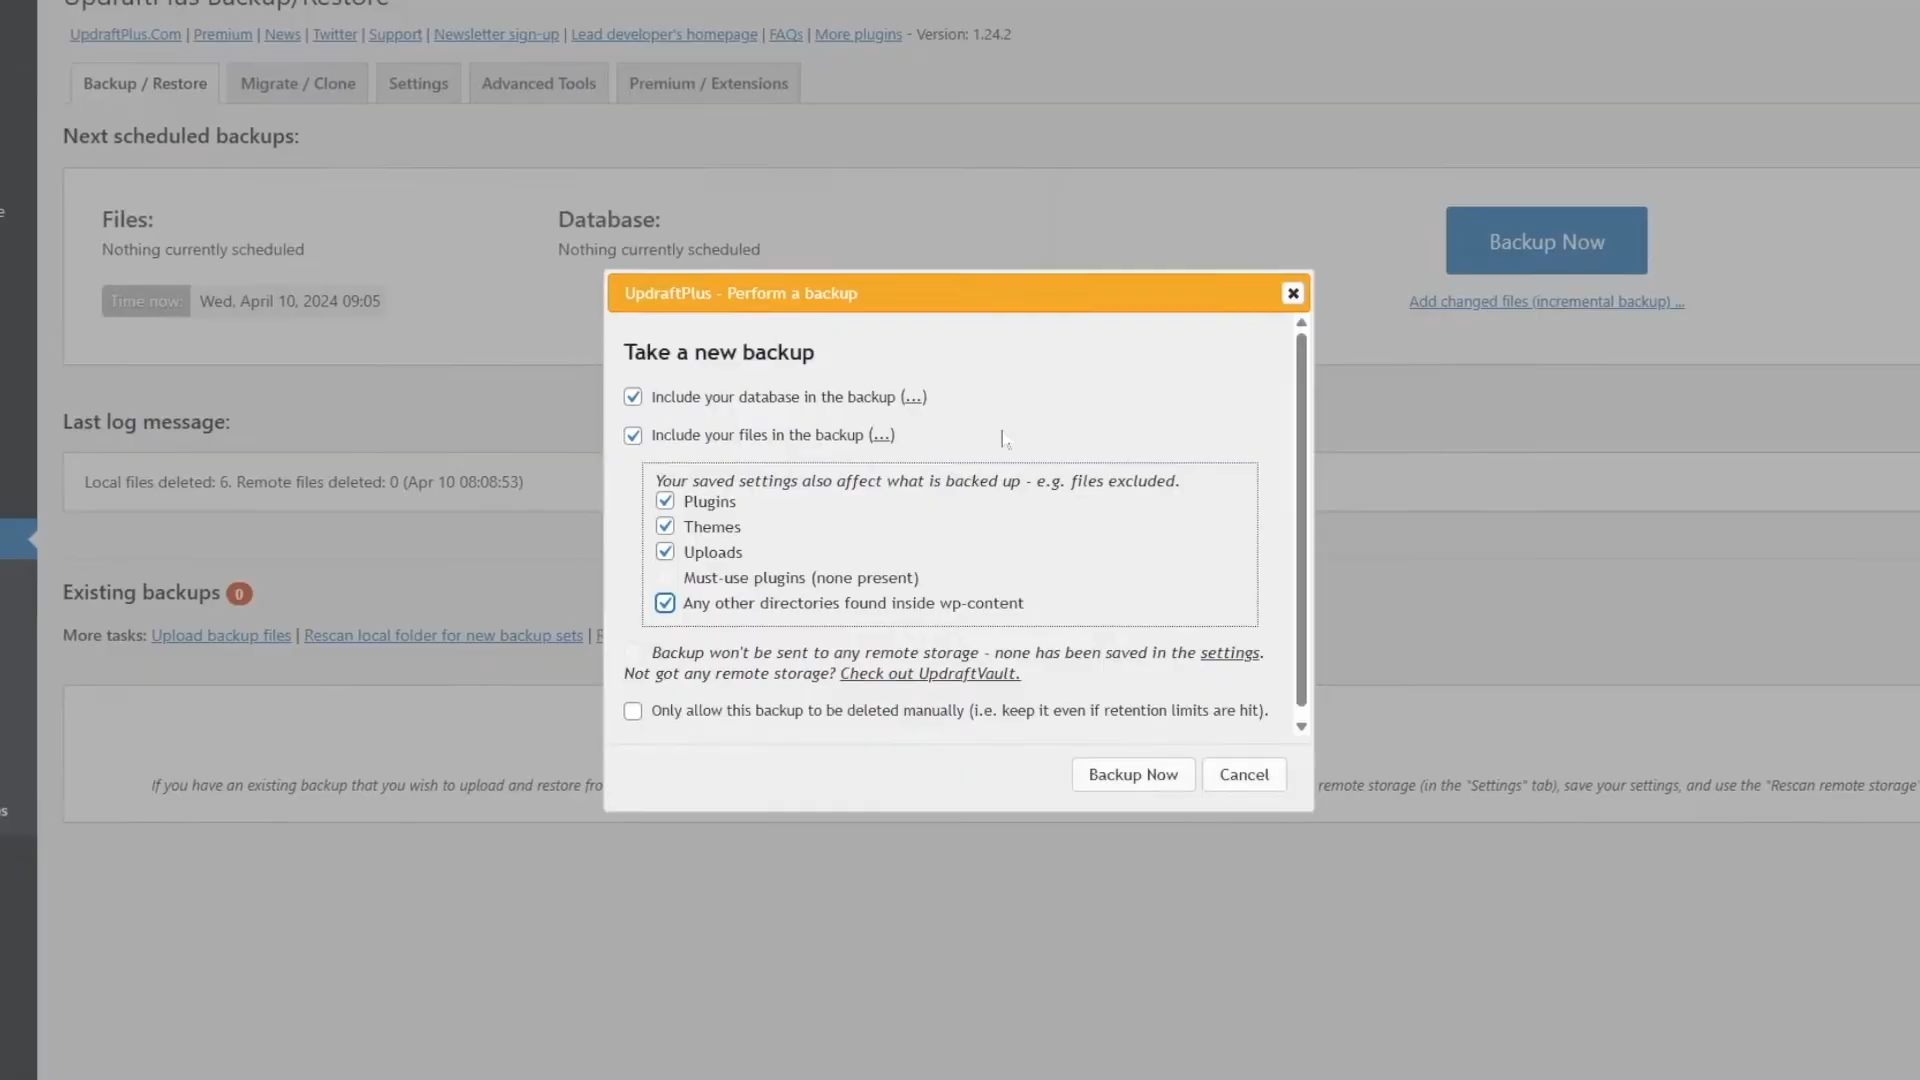 UpdraftPlus Backup/Restore
UpdraftPlus.Com | Premium | News | Twitter | Support | Newsletter sign-up | Lead developer's homepage | FAQs | More plugins - Version: 1.24.2
Backup / Restore
Migrate / Clone
Settings
Advanced Tools
Premium / Extensions
Next scheduled backups:
Files:
Nothing currently scheduled
Database:
Nothing currently scheduled
Time now: Wed, April 10, 2024 09:05
Backup Now
Add changed files (incremental backup) ...
Last log message:
Local files deleted: 6. Remote files deleted: 0 (Apr 10 08:08:53)
Existing backups 0
More tasks: Upload backup files | Rescan local folder for new backup sets |
If you have an existing backup that you wish to upload and restore fro
remote storage (in the "Settings" tab), save your settings, and use the "Rescan remote storage"
UpdraftPlus - Perform a backup
Take a new backup
Include your database in the backup (...)
Include your files in the backup (...)
Your saved settings also affect what is backed up - e.g. files excluded.
Plugins
Themes
Uploads
Must-use plugins (none present)
Any other directories found inside wp-content
Backup won't be sent to any remote storage - none has been saved in the settings.
Not got any remote storage? Check out UpdraftVault.
Only allow this backup to be deleted manually (i.e. keep it even if retention limits are hit).
Backup Now
Cancel